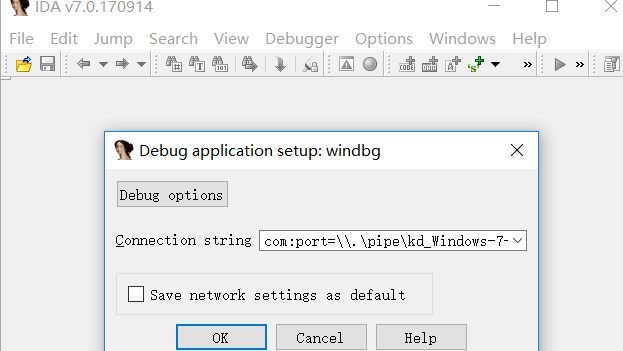 IDA v7.0.170914
File Edit Jump Search View Debugger Options Windows Help
Debug application setup: windbg
Debug options
Connection string com:port=\\.\pipe\kd_Windows-7-
Save network settings as default
OK Cancel Help